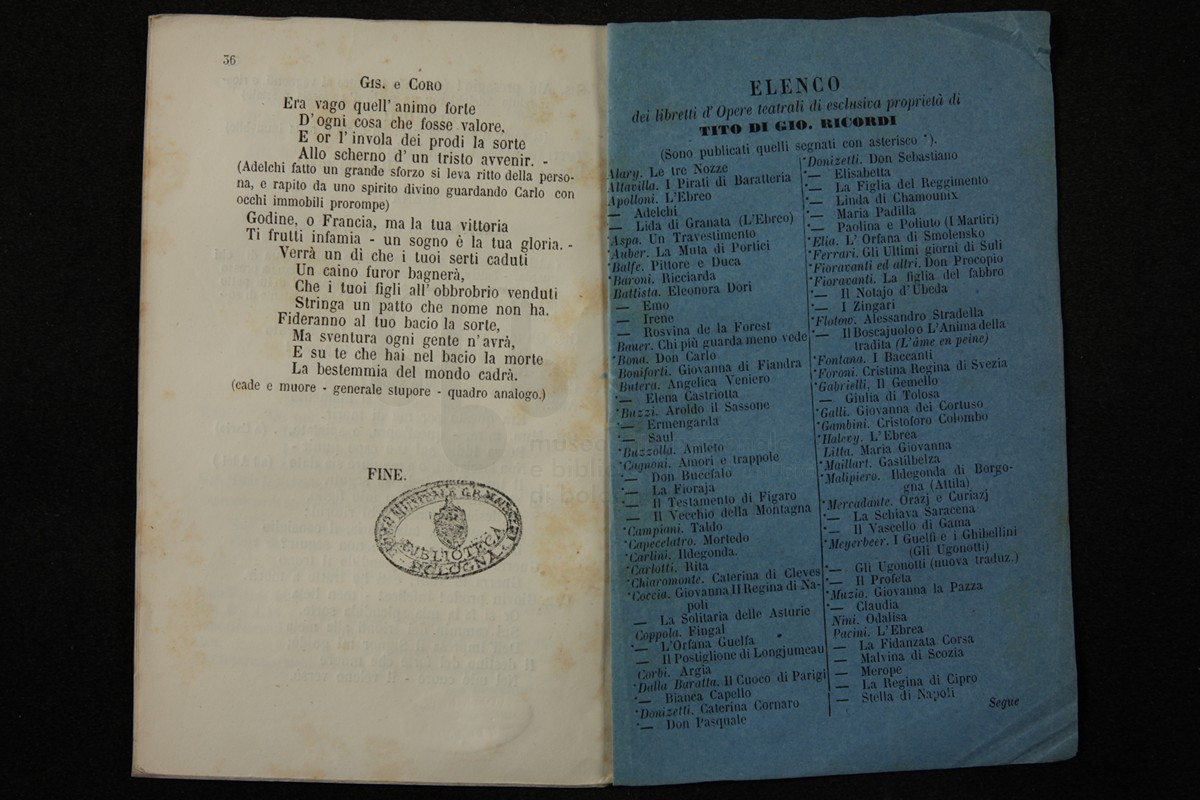 36
GIS. e CORO
Era vago quell' animo forte
D'ogni cosa che fosse valore,
E or l'invola dei prodi la sorte
Allo scherno d'un tristo avvenir. -
(Adelchi fatto un grande sforzo si leva ritto della perso-
na, e rapito da uno spirito divino guardando Carlo con
occhi immobili prorompe)
Godine, o Francia, ma la tua vittoria
Ti frutti infamia - un sogno è la tua gloria. -
Verrà un dì che i tuoi serti caduti
Un caino furor bagnerà,
Che i tuoi figli all'obbrobrio venduti
Stringa un patto che nome non ha.
Fideranno al tuo bacio la sorte,
Ma sventura ogni gente n'avrà,
E su te che hai nel bacio la morte
La bestemmia del mondo cadrà.
(cade e muore - generale stupore - quadro analogo.)
FINE.
BIBLIOTECA
BOLOGNA
ELENCO
dei libretti d'Opere teatrali di esclusiva proprietà di
TITO DI GIO. RICORDI
(Sono publicati quelli segnati con asterisco *).
Alary. Le tre Nozze
Altavilla. I Pirati di Baratteria
Apolloni. L'Ebreo
— Adelchi
— Lida di Granata (L'Ebreo)
*Aspa. Un Travestimento
*Auber. La Muta di Portici
*Balfe. Pittore e Duca
*Baroni. Ricciarda
Battista. Eleonora Dori
— Emo
— Irene
— Rosvina de la Forest
Bauer. Chi più guarda meno vede
*Bona. Don Carlo
Boniforti. Giovanna di Fiandra
Butera. Angelica Veniero
*— Elena Castriotta
*Buzzi. Aroldo il Sassone
*— Ermengarda
*— Saul
*Buzzolla. Amleto
*Cagnoni. Amori e trappole
*— Don Bucefalo
*— La Fioraja
*— Il Testamento di Figaro
— Il Vecchio della Montagna
*Campiani. Taldo
*Capecelatro. Mortedo
*Carlini. Ildegonda.
*Carlotti. Rita
*Chiaromonte. Caterina di Cleves
*Coccia. Giovanna II Regina di Na-
poli
— La Solitaria delle Asturie
Coppola. Fingal
*— L'Orfana Guelfa
— Il Postiglione di Longjumeau
Corbi. Argia
*Dalla Baratta. Il Cuoco di Parigi
*— Bianca Capello
*Donizetti. Caterina Cornaro
*— Don Pasquale
*Donizetti. Don Sebastiano
*— Elisabetta
*— La Figlia del Reggimento
*— Linda di Chamounix
*— Maria Padilla
*— Paolina e Poliuto (I Martiri)
*Elia. L'Orfana di Smolensko
*Ferrari. Gli Ultimi giorni di Suli
*Fioravanti ed altri. Don Procopio
*Fioravanti. La figlia del fabbro
*— Il Notajo d'Ubeda
*— I Zingari
*Flotow. Alessandro Stradella
*— Il Boscajuolo o L'Anima della
tradita (L'âme en peine)
*Fontana. I Baccanti
*Foroni. Cristina Regina di Svezia
*Gabrielli. Il Gemello
— Giulia di Tolosa
*Galli. Giovanna dei Cortuso
*Gambini. Cristoforo Colombo
*Halevy. L'Ebrea
Litta. Maria Giovanna
*Maillart. Gastilbelza
*Malipiero. Ildegonda di Borgo-
gna (Attila)
*Mercadante. Orazj e Curiazj
*— La Schiava Saracena
*— Il Vascello di Gama
*Meyerbeer. I Guelfi e i Ghibellini
(Gli Ugonotti)
*— Gli Ugonotti (nuova traduz.)
*— Il Profeta
*Muzio. Giovanna la Pazza
*— Claudia
Nini. Odalisa
Pacini. L'Ebrea
— La Fidanzata Corsa
— Malvina di Scozia
— Merope
— La Regina di Cipro
— Stella di Napoli
Segue